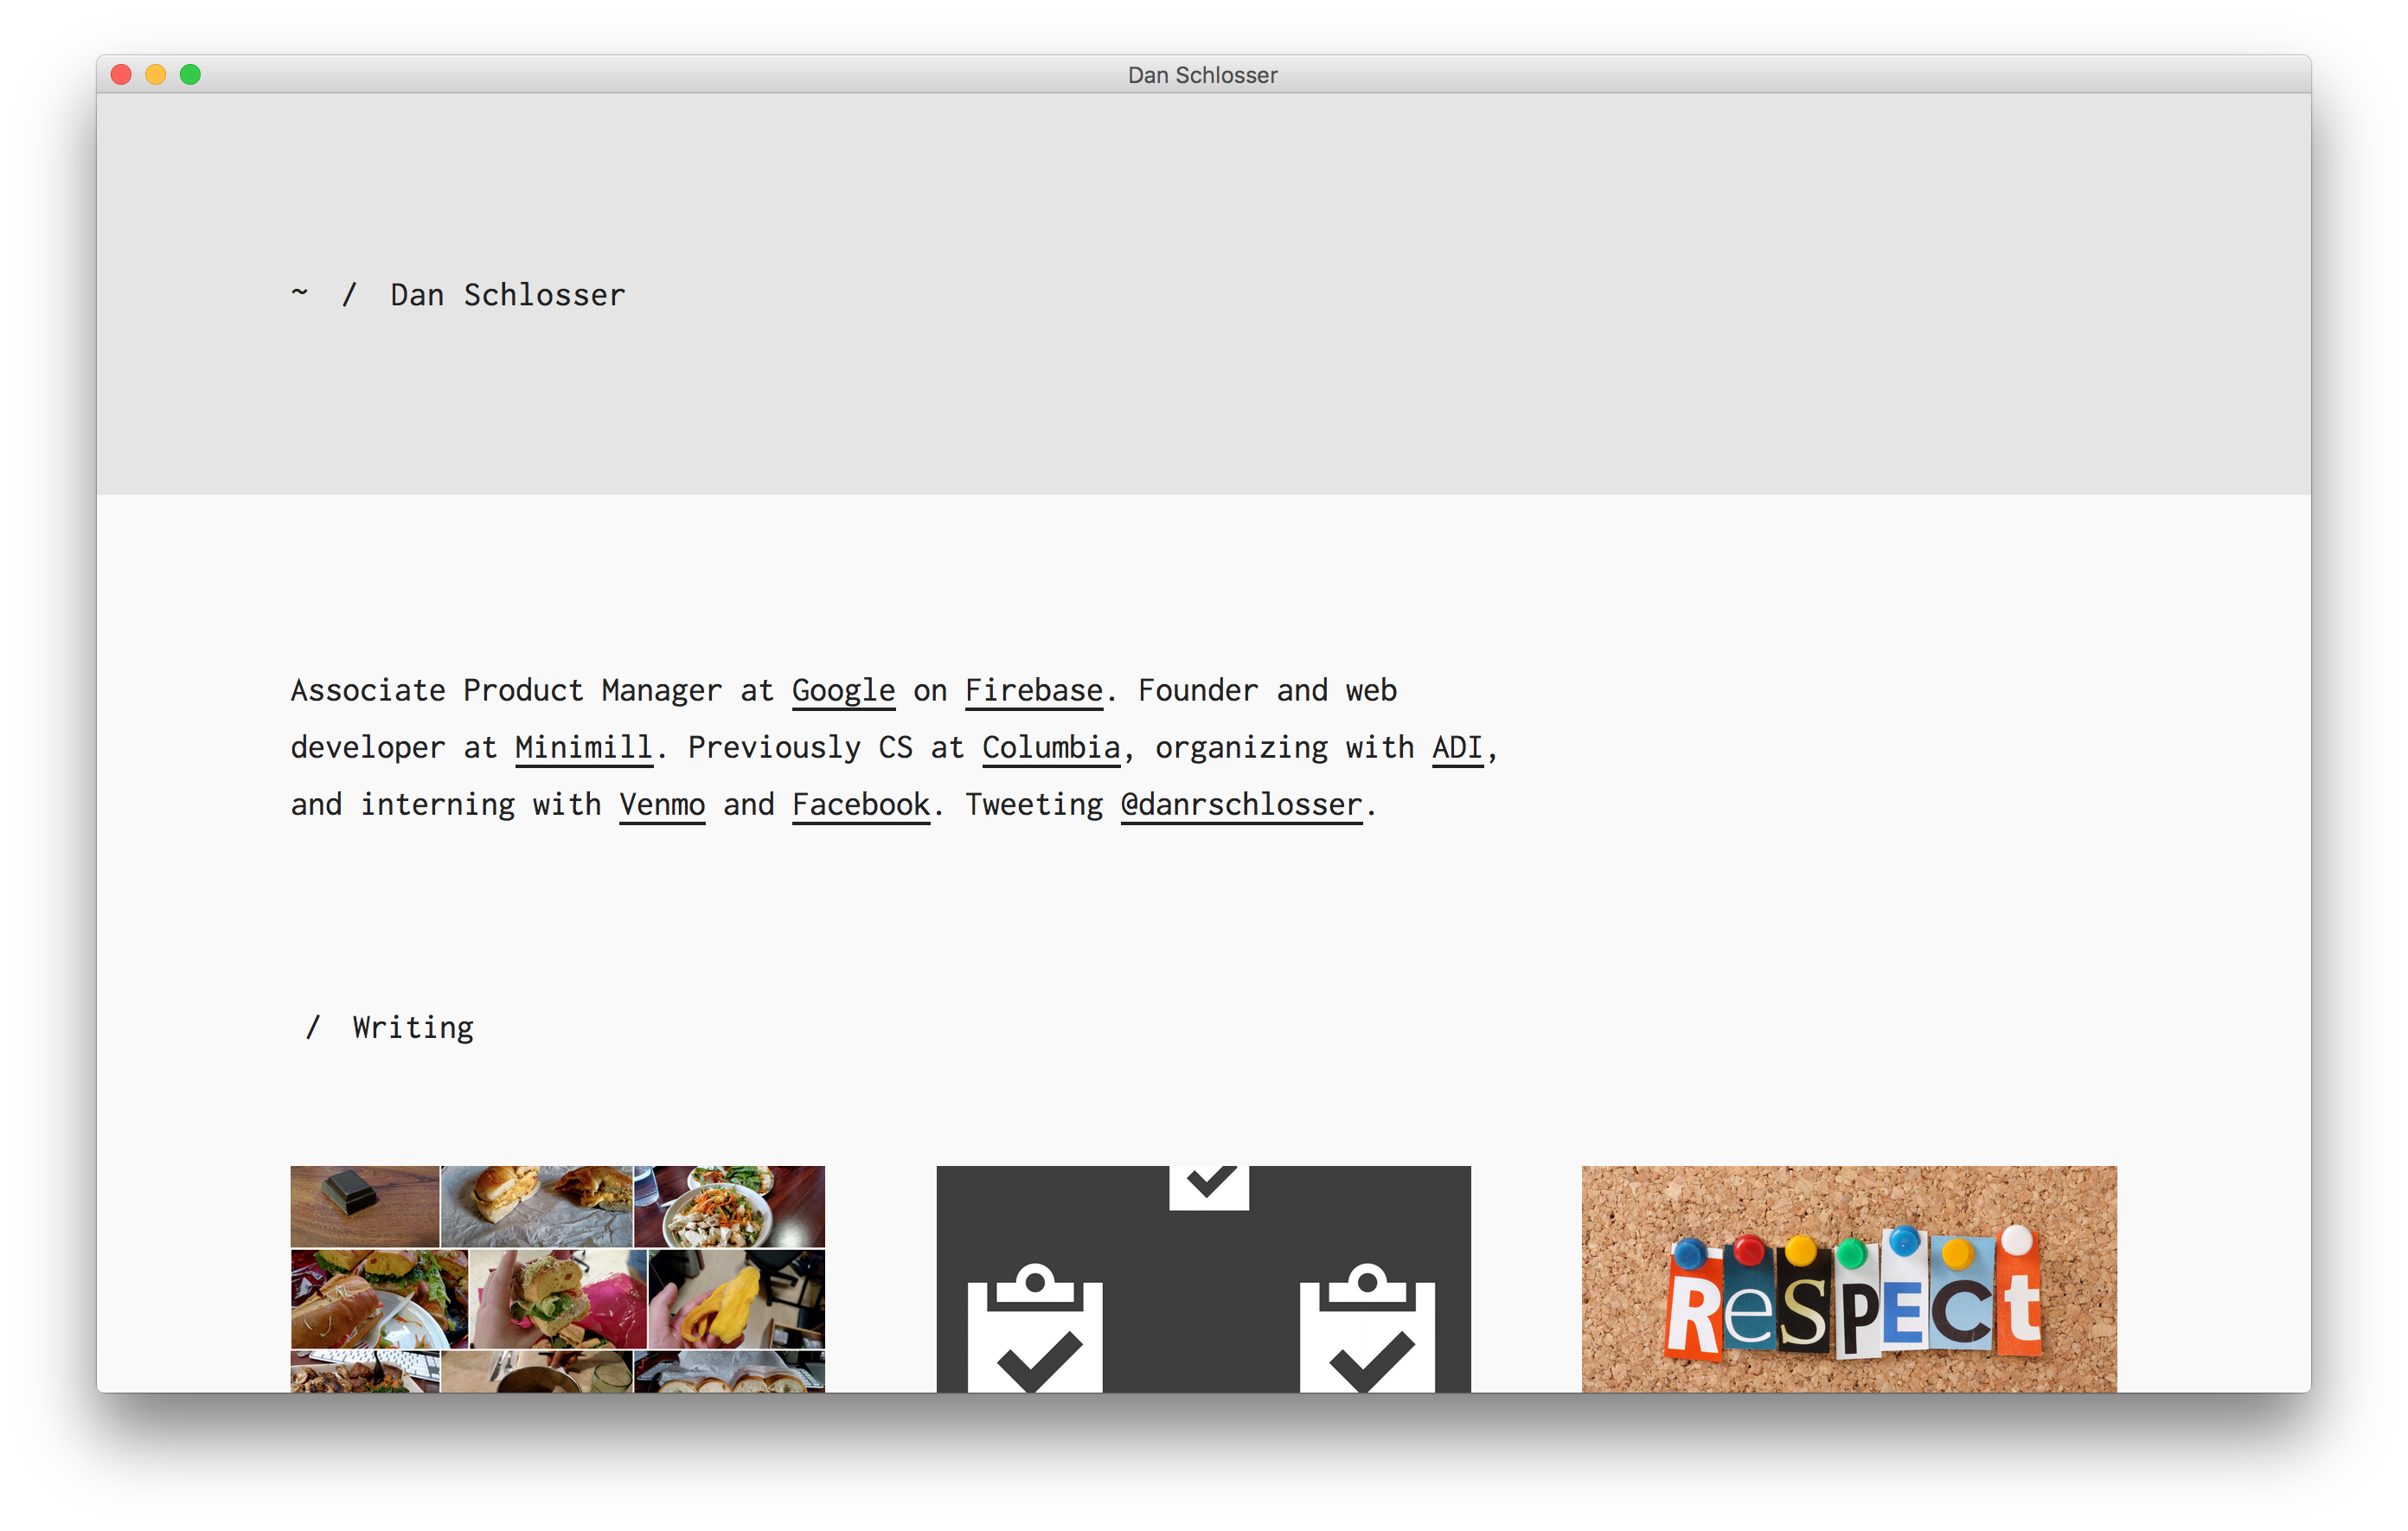 Dan Schlosser
~ / Dan Schlosser
Associate Product Manager at Google on Firebase. Founder and web
developer at Minimill. Previously CS at Columbia, organizing with ADI,
and interning with Venmo and Facebook. Tweeting @danrschlosser.
/ Writing
ReSPECt